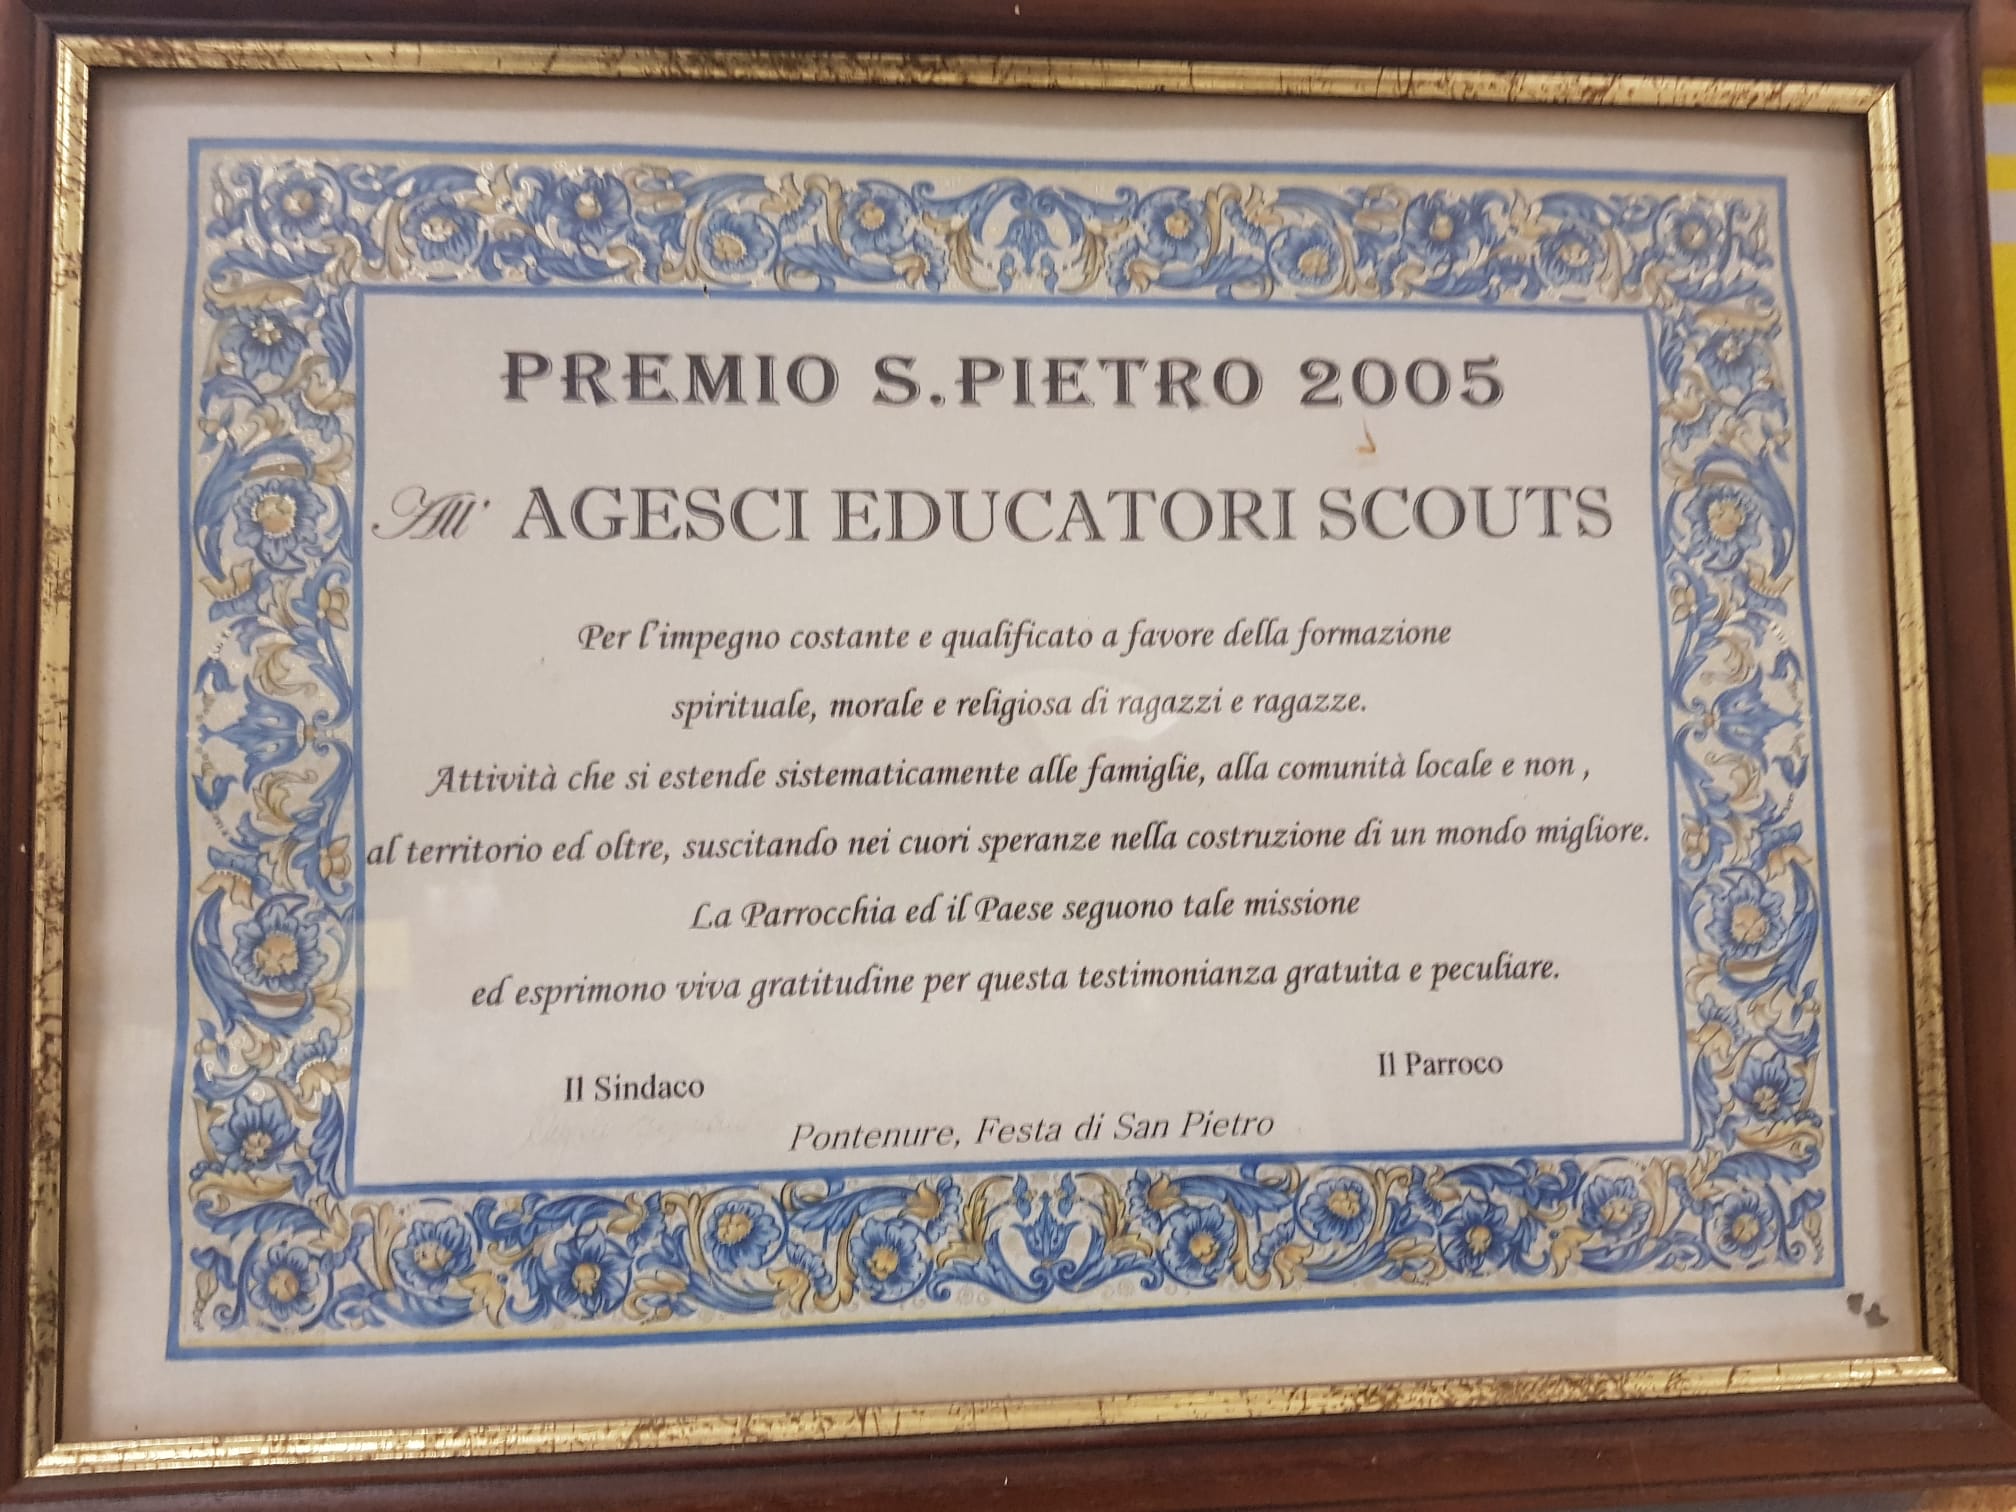 PREMIO S.PIETRO 2005
All' AGESCI EDUCATORI SCOUTS
Per l'impegno costante e qualificato a favore della formazione
spirituale, morale e religiosa di ragazzi e ragazze.
Attività che si estende sistematicamente alle famiglie, alla comunità locale e non ,
al territorio ed oltre, suscitando nei cuori speranze nella costruzione di un mondo migliore.
La Parrocchia ed il Paese seguono tale missione
ed esprimono viva gratitudine per questa testimonianza gratuita e peculiare.
Il Sindaco
Il Parroco
Pontenure, Festa di San Pietro